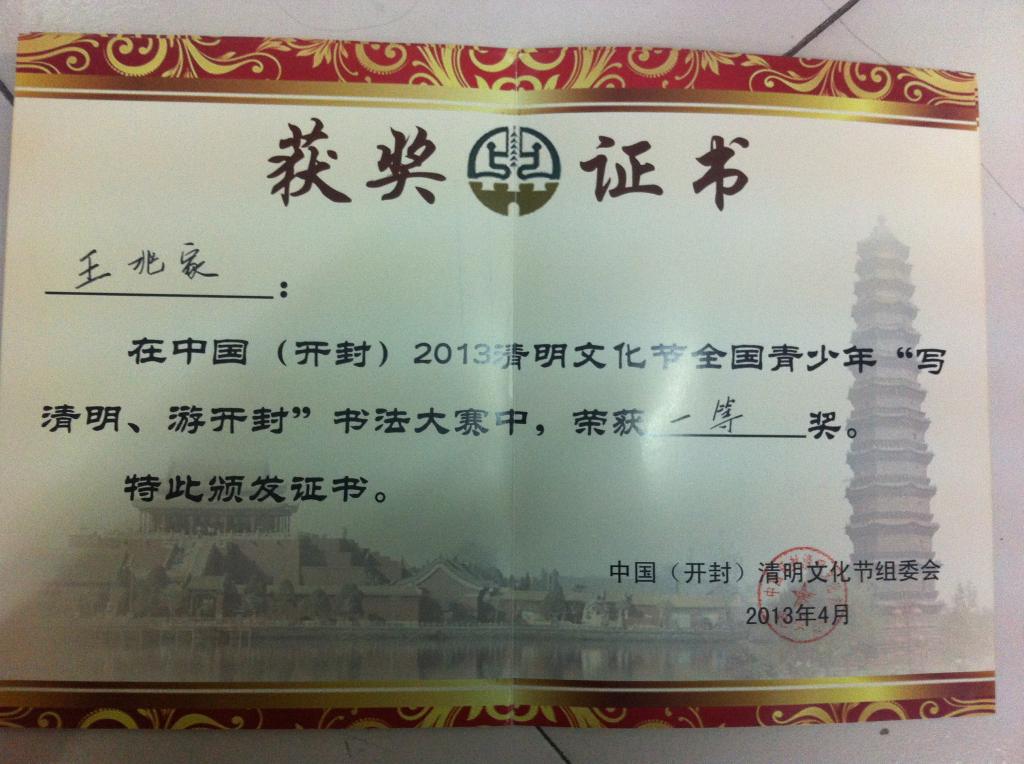 获奖证书
王兆家：
在中国（开封）2013清明文化节全国青少年“写
清明、游开封”书法大赛中，荣获一等奖。
特此颁发证书。
中国（开封）清明文化节组委会
2013年4月